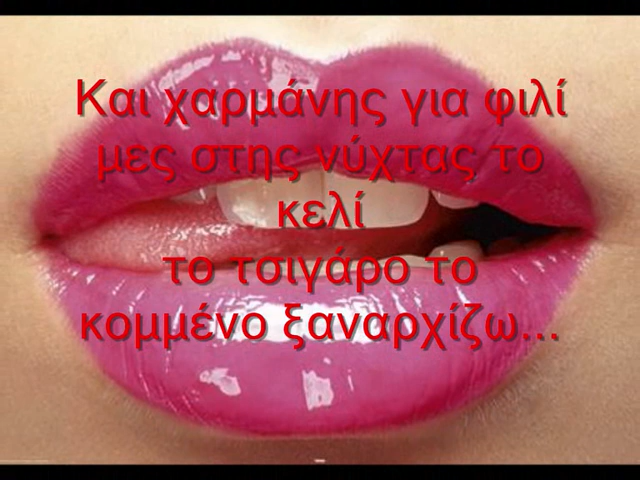 Και χαρμάνης για φιλί
μες στης νύχτας το
κελί
το τσιγάρο το
κομμένο ξαναρχίζω...